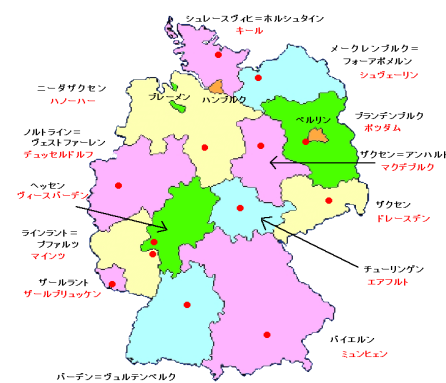 シュレースヴィヒ＝ホルシュタイン
キール
メークレンブルク＝
フォーアポメルン
シュヴェーリン
ニーダザクセン
ハノーハー
ブレーメン
ハンブルク
ベルリン
ブランデンブルク
ポツダム
ノルトライン＝
ヴェストファーレン
デュッセルドルフ
ザクセン＝アンハルト
マクデブルク
ヘッセン
ヴィースバーデン
ザクセン
ドレースデン
ラインラント＝
プファルツ
マインツ
チューリンゲン
エアフルト
ザールラント
ザールブリュッケン
バイエルン
ミュンヒェン
バーデン＝ヴュルテンベルク